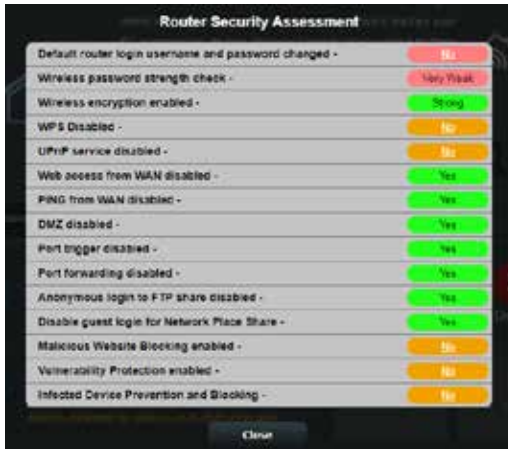 Router Security Assessment
Default router login username and password changed - No
Wireless password strength check - Very Weak
Wireless encryption enabled - Strong
WPS Disabled - No
UPnP service disabled - No
Web access from WAN disabled - Yes
PING from WAN disabled - Yes
DMZ disabled - Yes
Port trigger disabled - Yes
Port forwarding disabled - Yes
Anonymous login to FTP share disabled - Yes
Disable guest login for Network Place Share - Yes
Malicious Website Blocking enabled - No
Vulnerability Protection enabled - No
Infected Device Prevention and Blocking - No
Close